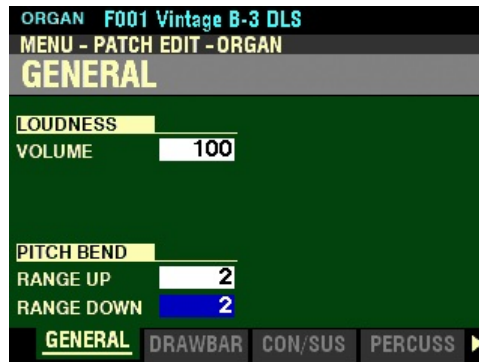 ORGAN F001 Vintage B-3 DLS
MENU - PATCH EDIT - ORGAN
GENERAL
LOUDNESS
VOLUME 100
PITCH BEND
RANGE UP 2
RANGE DOWN 2
GENERAL DRAWBAR CON/SUS PERCUSS